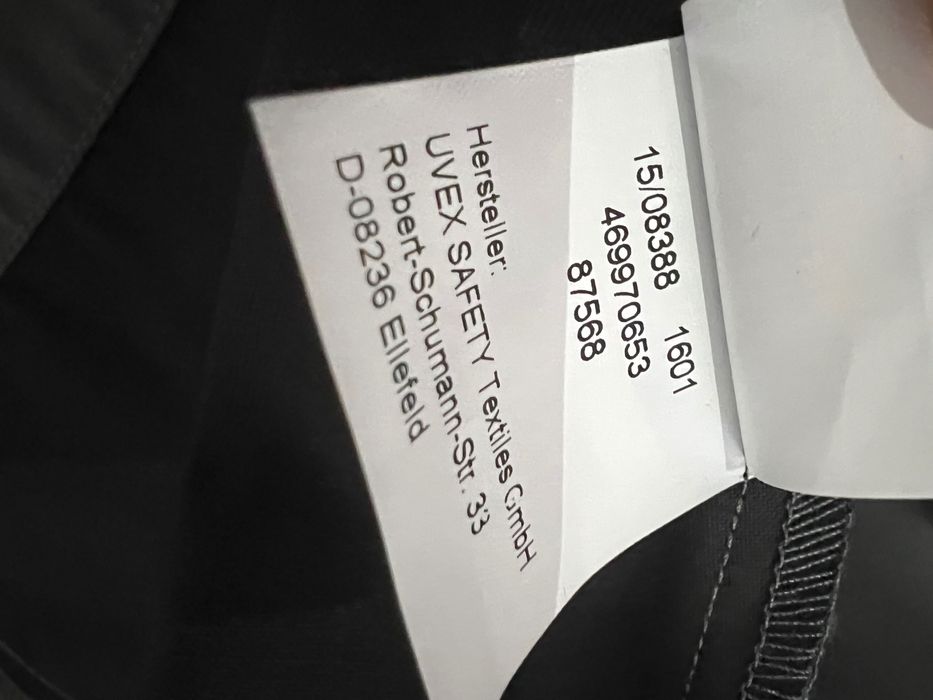 15/08388 1601
469970653
87568
Hersteller:
UVEX SAFETY Textiles GmbH
Robert-Schumann-Str. 33
D-08236 Ellefeld